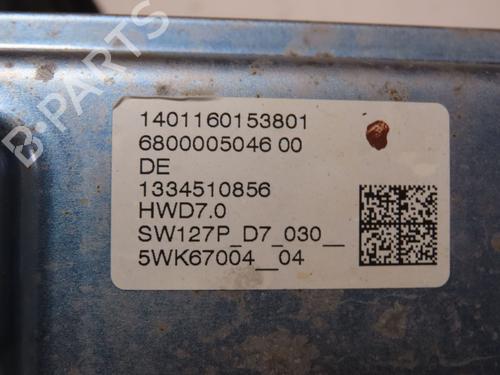 B-PARTS
1401160153801
6800005046 00
DE
1334510856
HWD7.0
SW127P_D7_030__
5WK67004__04